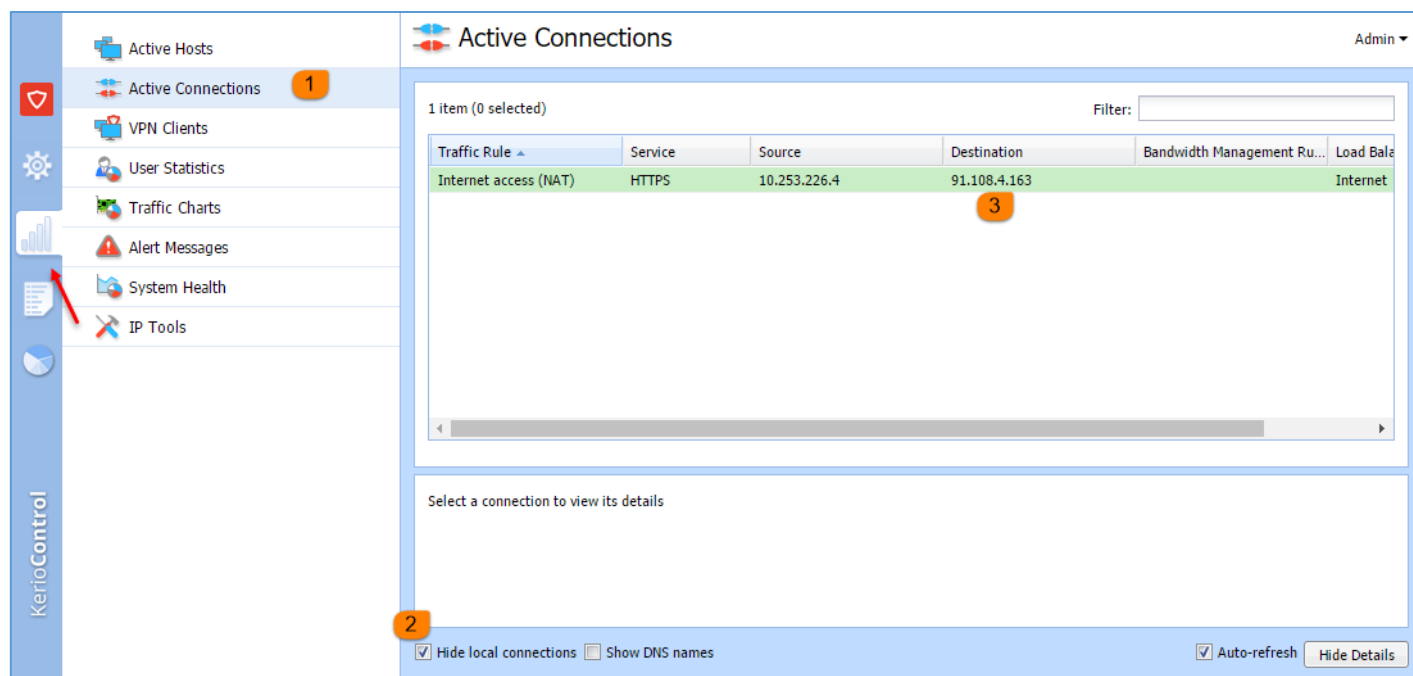 Active Hosts
Active Connections 1
VPN Clients
User Statistics
Traffic Charts
Alert Messages
System Health
IP Tools
KerioControl
Active Connections
Admin
1 item (0 selected) Filter:
Traffic Rule Service Source Destination Bandwidth Management Ru... Load Bala
Internet access (NAT) HTTPS 10.253.226.4 91.108.4.163 Internet
3
Select a connection to view its details
2
Hide local connections Show DNS names Auto-refresh Hide Details